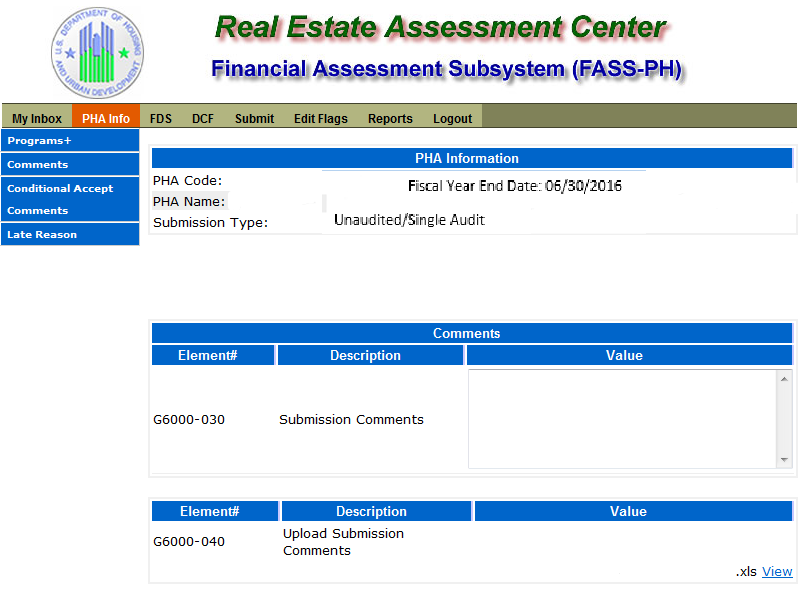 U.S. DEPARTMENT OF HOUSING
AND URBAN DEVELOPMENT
Real Estate Assessment Center
Financial Assessment Subsystem (FASS-PH)
My Inbox PHA Info FDS DCF Submit Edit Flags Reports Logout
Programs+
Comments
Conditional Accept
Comments
Late Reason
PHA Information
PHA Code:
Fiscal Year End Date: 06/30/2016
PHA Name:
Submission Type: Unaudited/Single Audit
Comments
Element# Description Value
G6000-030 Submission Comments
Element# Description Value
G6000-040 Upload Submission
Comments
.xls View